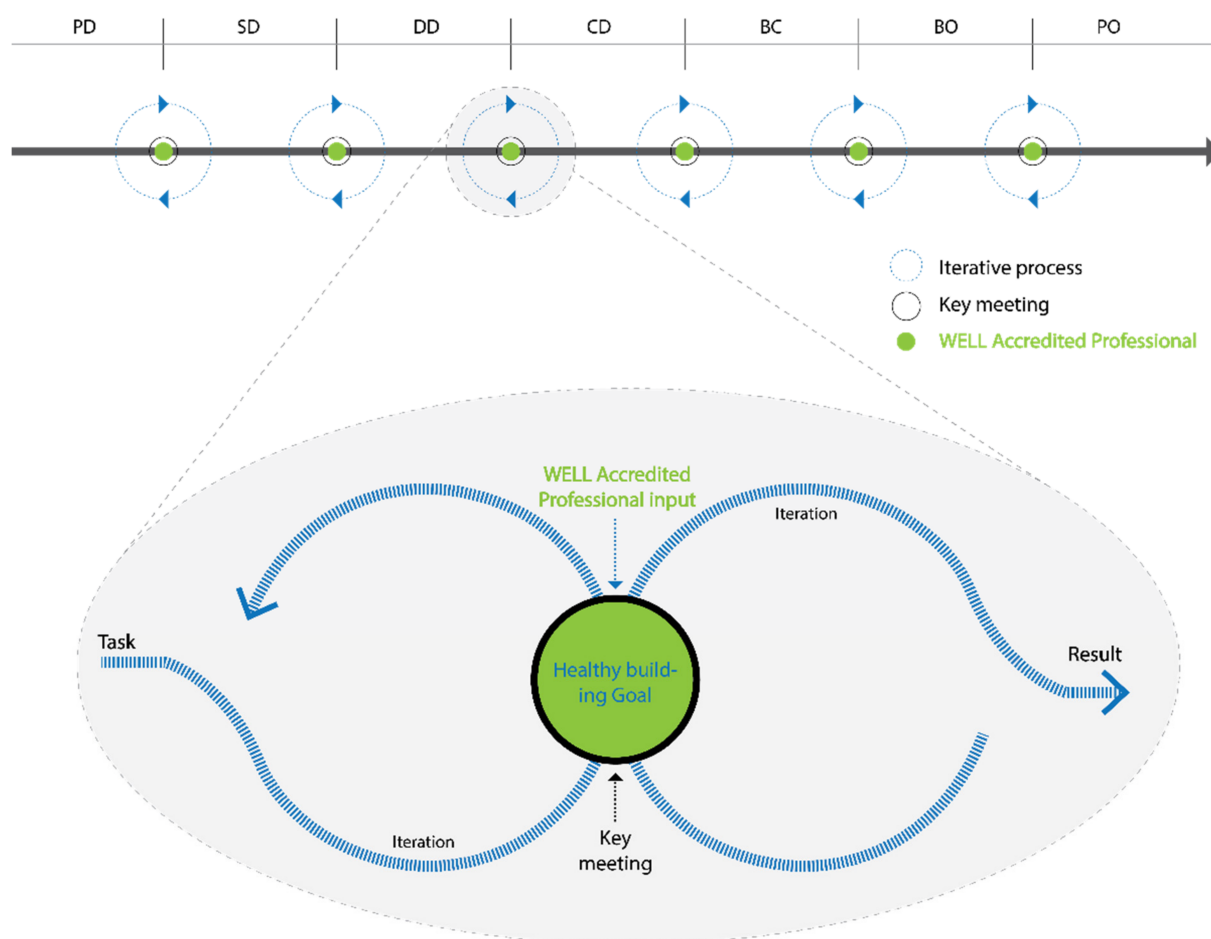 PD SD DD CD BC BO PO
Iterative process
Key meeting
WELL Accredited Professional
WELL Accredited
Professional input
Iteration
Task
Healthy build-
ing Goal
Result
Iteration
Key
meeting